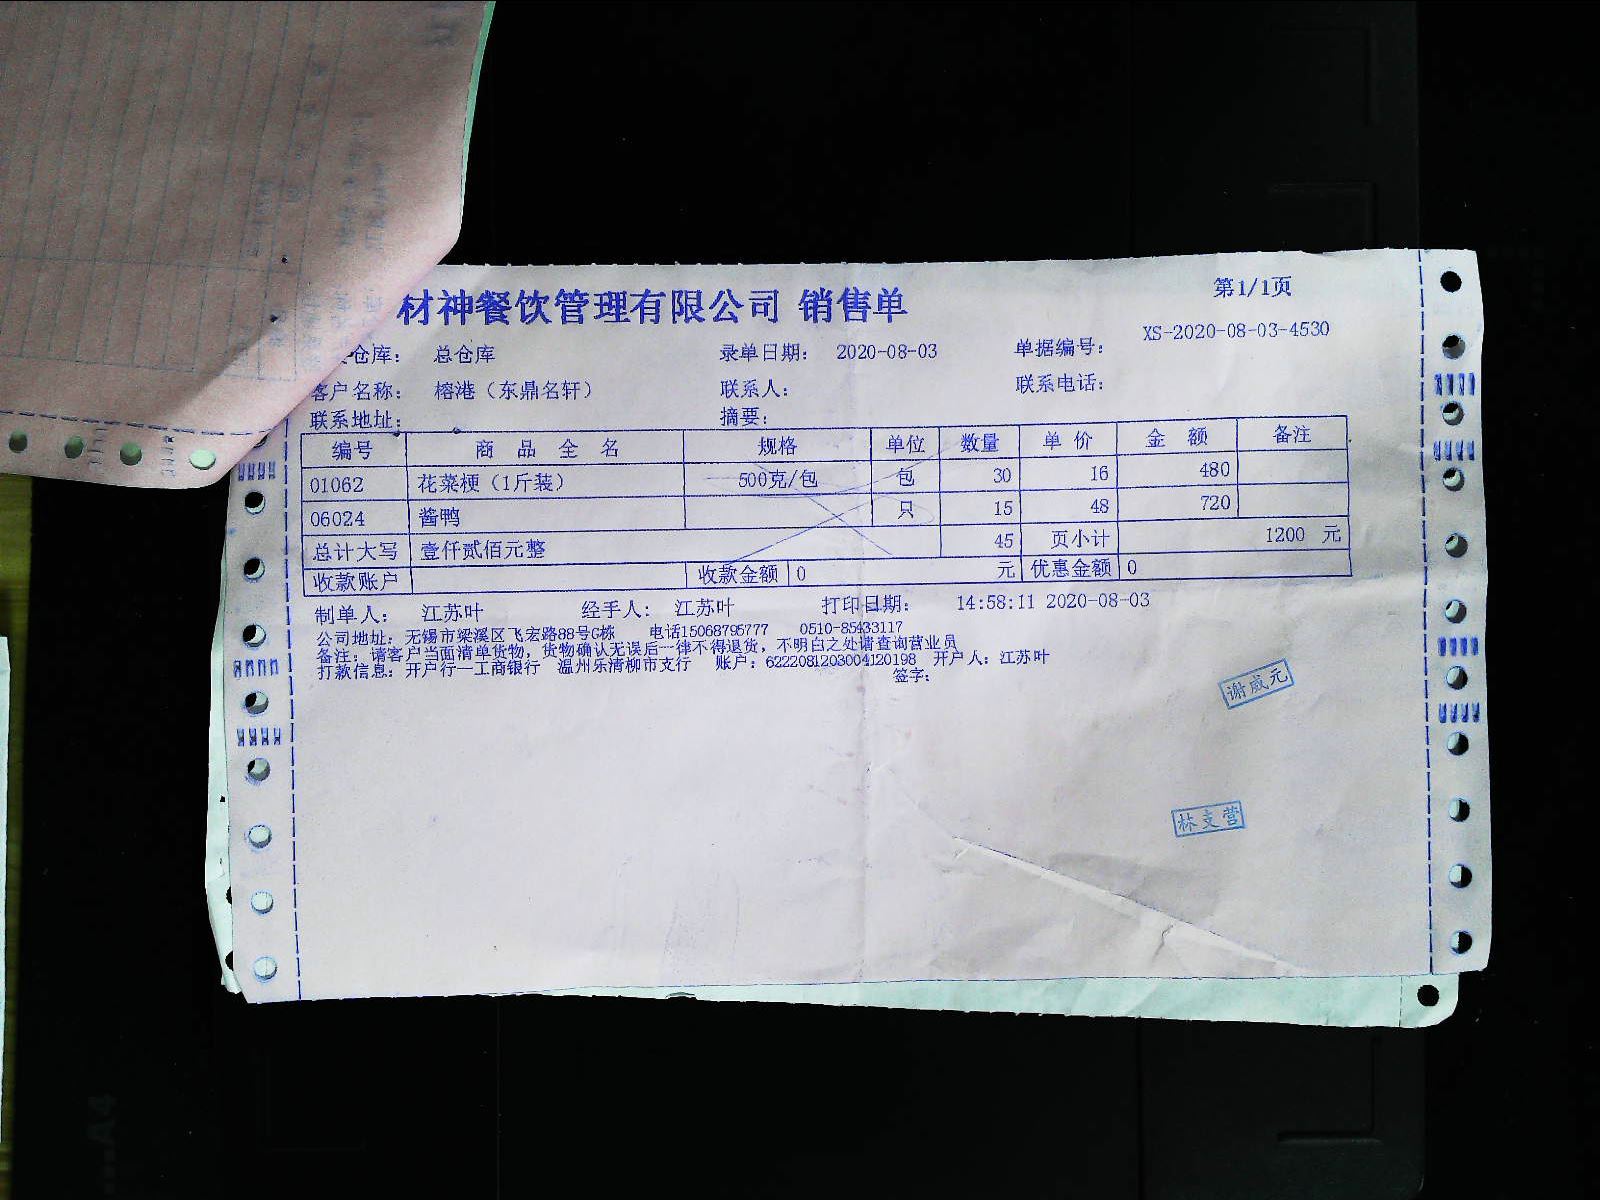 材神餐饮管理有限公司 销售单
第1/1页
仓库： 总仓库 录单日期： 2020-08-03 单据编号： XS-2020-08-03-4530
客户名称： 榕港（东鼎名轩） 联系人： 联系电话：
联系地址： 摘要：
编号 商品全名 规格 单位 数量 单价 金额 备注
01062 花菜梗（1斤装） 500克/包 包 30 16 480
06024 酱鸭 只 15 48 720
总计大写 壹仟贰佰元整 45 页小计 1200 元
收款账户 收款金额 0 元 优惠金额 0
制单人： 江苏叶 经手人： 江苏叶 打印日期： 14:58:11 2020-08-03
公司地址：无锡市梁溪区飞宏路88号G栋 电话15068795777 0510-85433117
备注：请客户当面清单货物，货物确认无误后一律不得退货，不明白之处请查询营业员
打款信息：开户行—工商银行 温州乐清柳市支行 账户：6222081203004120198 开户人：江苏叶
签字：
谢威元
林支营